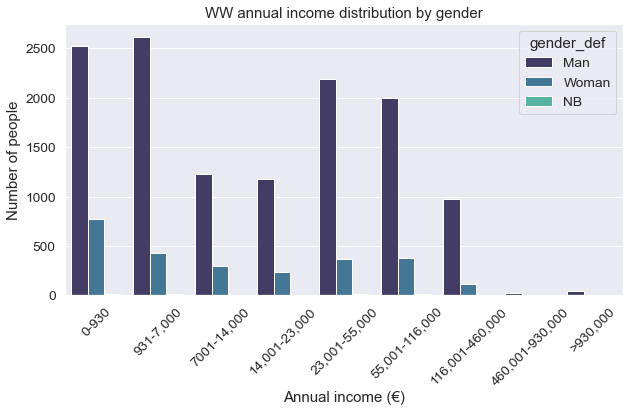 WW annual income distribution by gender
gender_def
Man
Woman
NB
Number of people
2500
2000
1500
1000
500
0
0-930
931-7,000
7001-14,000
14,001-23,000
23,001-55,000
55,001-116,000
116,001-460,000
460,001-930,000
>930,000
Annual income (€)